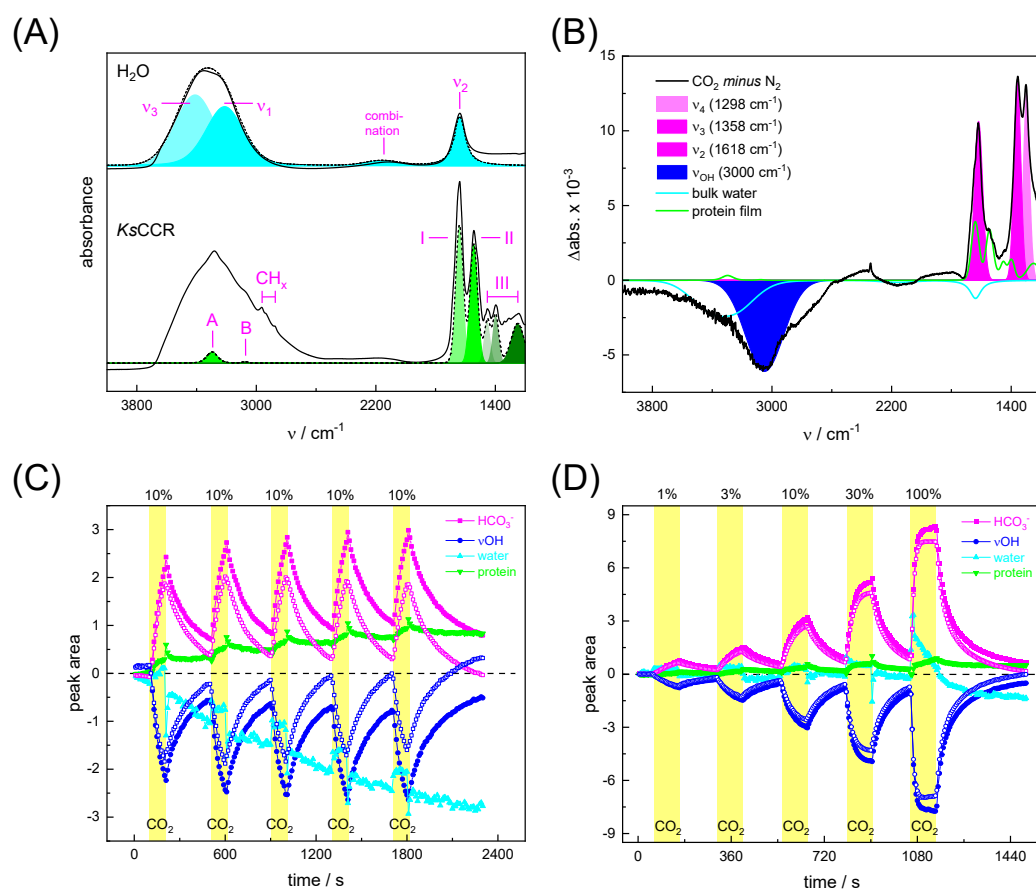 (A)
H₂O
ν₃
ν₁
ν₂
combi-
nation
KsCCR
I
II
III
CHₓ
A
B
absorbance
4000
3000
2200
1400
ν / cm⁻¹
(B)
15
10
5
0
-5
Δabs. x 10⁻³
CO₂ minus N₂
ν₄ (1298 cm⁻¹)
ν₃ (1358 cm⁻¹)
ν₂ (1618 cm⁻¹)
νOH (3000 cm⁻¹)
bulk water
protein film
3800
3000
2200
1400
ν / cm⁻¹
(C)
10% 10% 10% 10% 10%
3
2
1
0
-1
-2
-3
peak area
HCO₃⁻
νOH
water
protein
CO₂ CO₂ CO₂ CO₂ CO₂
0 600 1200 1800 2400
time / s
(D)
1% 3% 10% 30% 100%
9
6
3
0
-3
-6
-9
peak area
HCO₃⁻
νOH
water
protein
CO₂ CO₂ CO₂ CO₂ CO₂
0 360 720 1080 1440
time / s